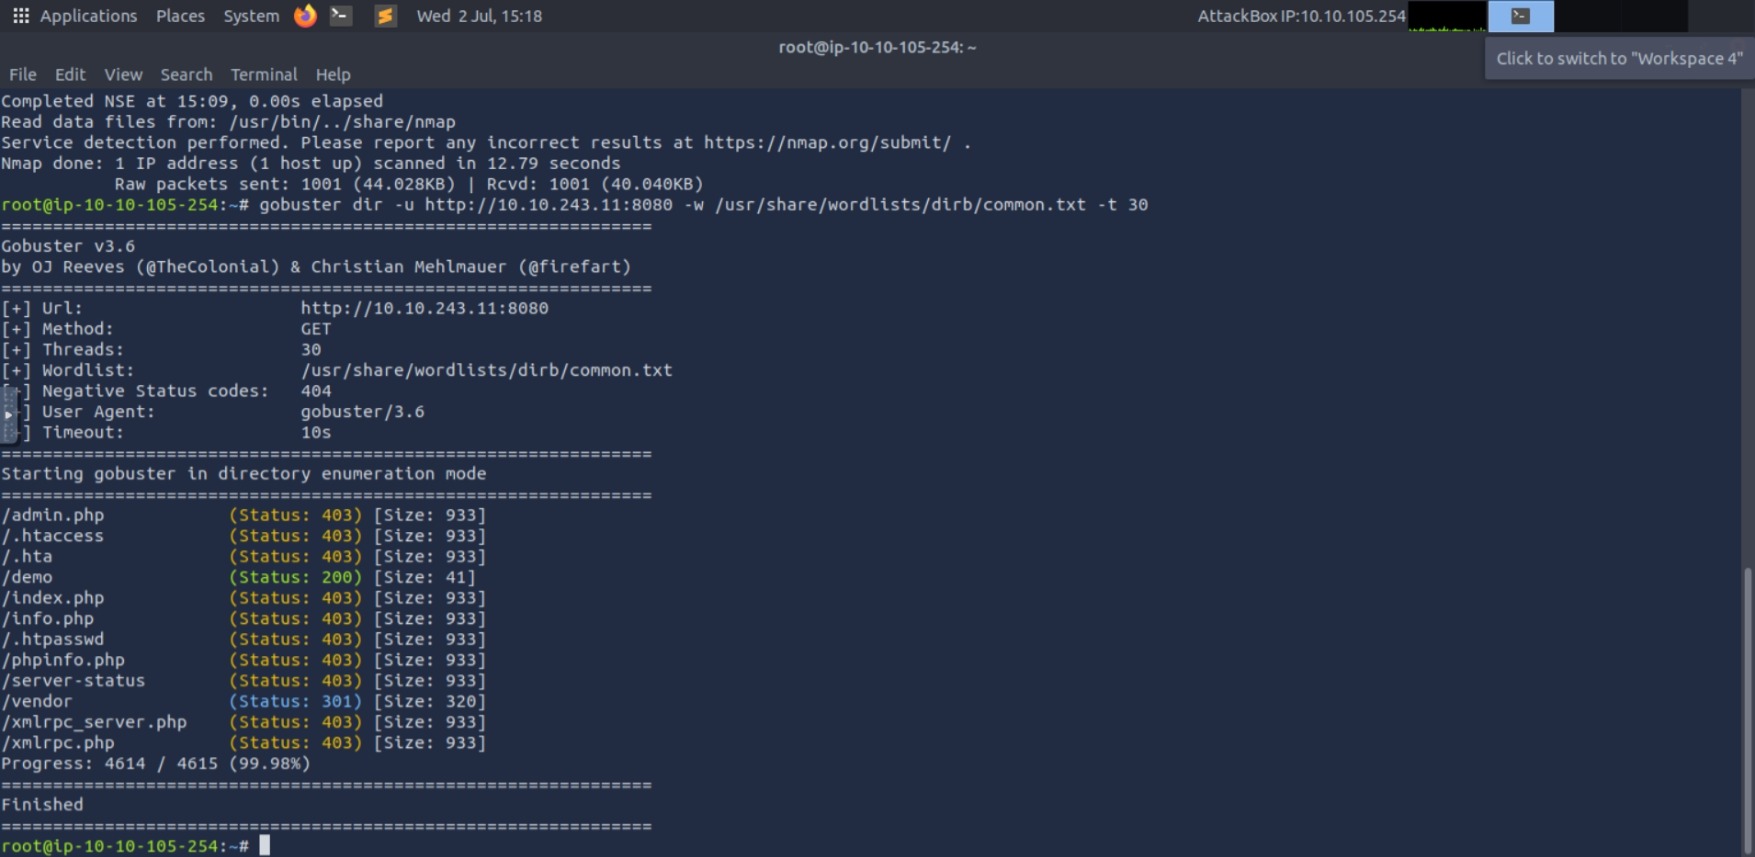 Applications Places System Wed 2 Jul, 15:18 AttackBox IP:10.10.105.254
root@ip-10-10-105-254: ~
Click to switch to "Workspace 4"
File Edit View Search Terminal Help
Completed NSE at 15:09, 0.00s elapsed
Read data files from: /usr/bin/../share/nmap
Service detection performed. Please report any incorrect results at https://nmap.org/submit/ .
Nmap done: 1 IP address (1 host up) scanned in 12.79 seconds
           Raw packets sent: 1001 (44.028KB) | Rcvd: 1001 (40.040KB)
root@ip-10-10-105-254:~# gobuster dir -u http://10.10.243.11:8080 -w /usr/share/wordlists/dirb/common.txt -t 30
===============================================================
Gobuster v3.6
by OJ Reeves (@TheColonial) & Christian Mehlmauer (@firefart)
===============================================================
[+] Url:                     http://10.10.243.11:8080
[+] Method:                  GET
[+] Threads:                 30
[+] Wordlist:                /usr/share/wordlists/dirb/common.txt
[+] Negative Status codes:   404
[+] User Agent:              gobuster/3.6
[+] Timeout:                 10s
===============================================================
Starting gobuster in directory enumeration mode
===============================================================
/admin.php            (Status: 403) [Size: 933]
/.htaccess            (Status: 403) [Size: 933]
/.hta                 (Status: 403) [Size: 933]
/demo                 (Status: 200) [Size: 41]
/index.php            (Status: 403) [Size: 933]
/info.php             (Status: 403) [Size: 933]
/.htpasswd            (Status: 403) [Size: 933]
/phpinfo.php          (Status: 403) [Size: 933]
/server-status        (Status: 403) [Size: 933]
/vendor               (Status: 301) [Size: 320]
/xmlrpc_server.php    (Status: 403) [Size: 933]
/xmlrpc.php           (Status: 403) [Size: 933]
Progress: 4614 / 4615 (99.98%)
===============================================================
Finished
===============================================================
root@ip-10-10-105-254:~#